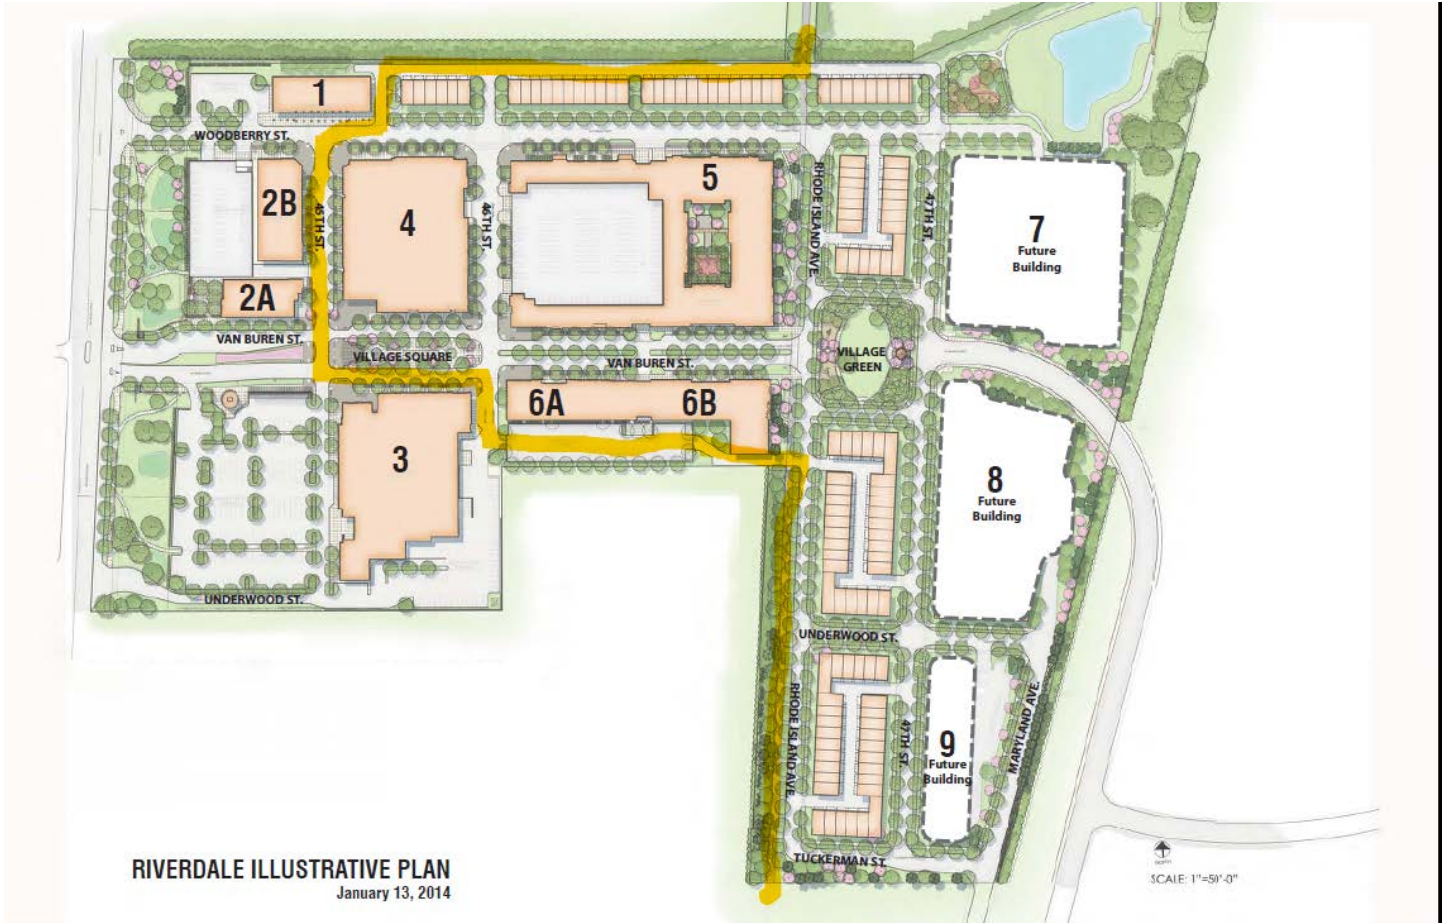 1
WOODBERRY ST.
2B
45TH ST.
4
46TH ST.
5
RHODE ISLAND AVE.
47TH ST.
7
Future
Building
2A
VAN BUREN ST.
VILLAGE SQUARE
VAN BUREN ST.
VILLAGE
GREEN
6A
6B
3
8
Future
Building
UNDERWOOD ST.
UNDERWOOD ST.
RHODE ISLAND AVE.
47TH ST.
9
Future
Building
MARYLAND AVE.
TUCKERMAN ST.
RIVERDALE ILLUSTRATIVE PLAN
January 13, 2014
NORTH
SCALE: 1"=50'-0"